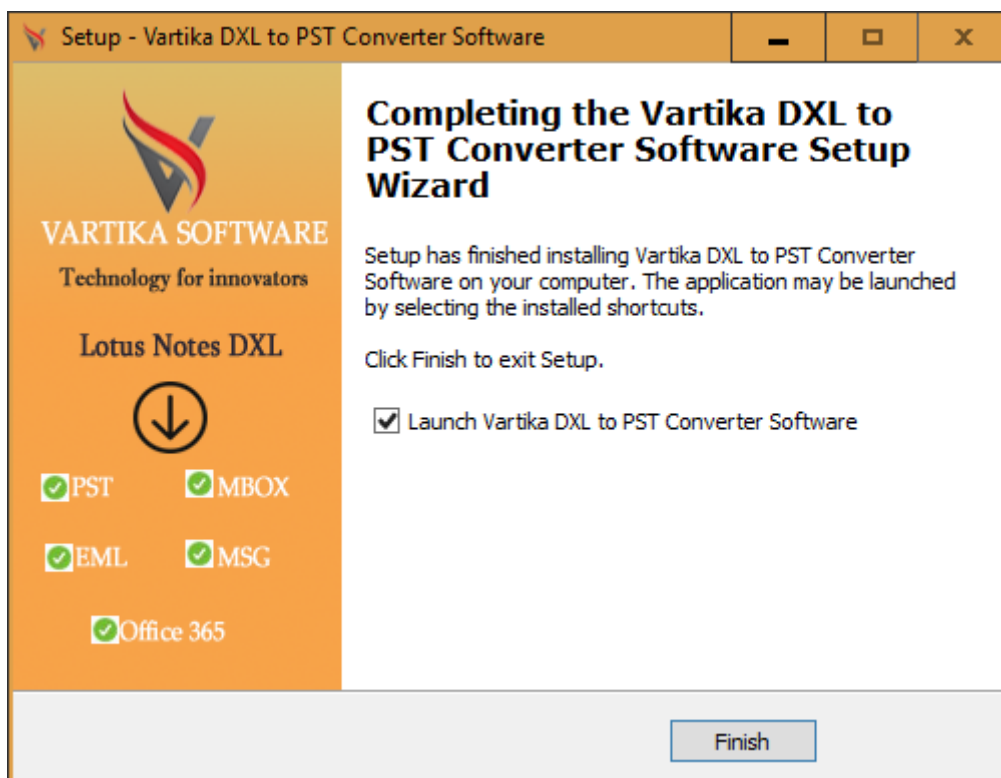 Setup - Vartika DXL to PST Converter Software
VARTIKA SOFTWARE
Technology for innovators
Lotus Notes DXL
PST
MBOX
EML
MSG
Office 365
Completing the Vartika DXL to
PST Converter Software Setup
Wizard
Setup has finished installing Vartika DXL to PST Converter
Software on your computer. The application may be launched
by selecting the installed shortcuts.
Click Finish to exit Setup.
Launch Vartika DXL to PST Converter Software
Finish